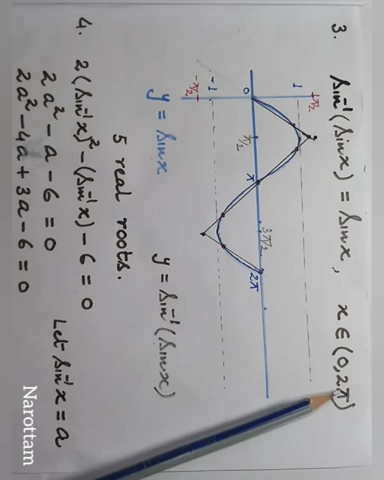 3. sin⁻¹(sin x) = sin x, x ∈ (0, 2π)
π/2
1
0
π/2
π
3π/2
2π
-1
-π/2
y = sin x
y = sin⁻¹(sin x)
5 real roots.
4. 2(sin⁻¹x)² - (sin⁻¹x) - 6 = 0
Let sin⁻¹x = a
2a² - a - 6 = 0
2a² - 4a + 3a - 6 = 0
Narottam